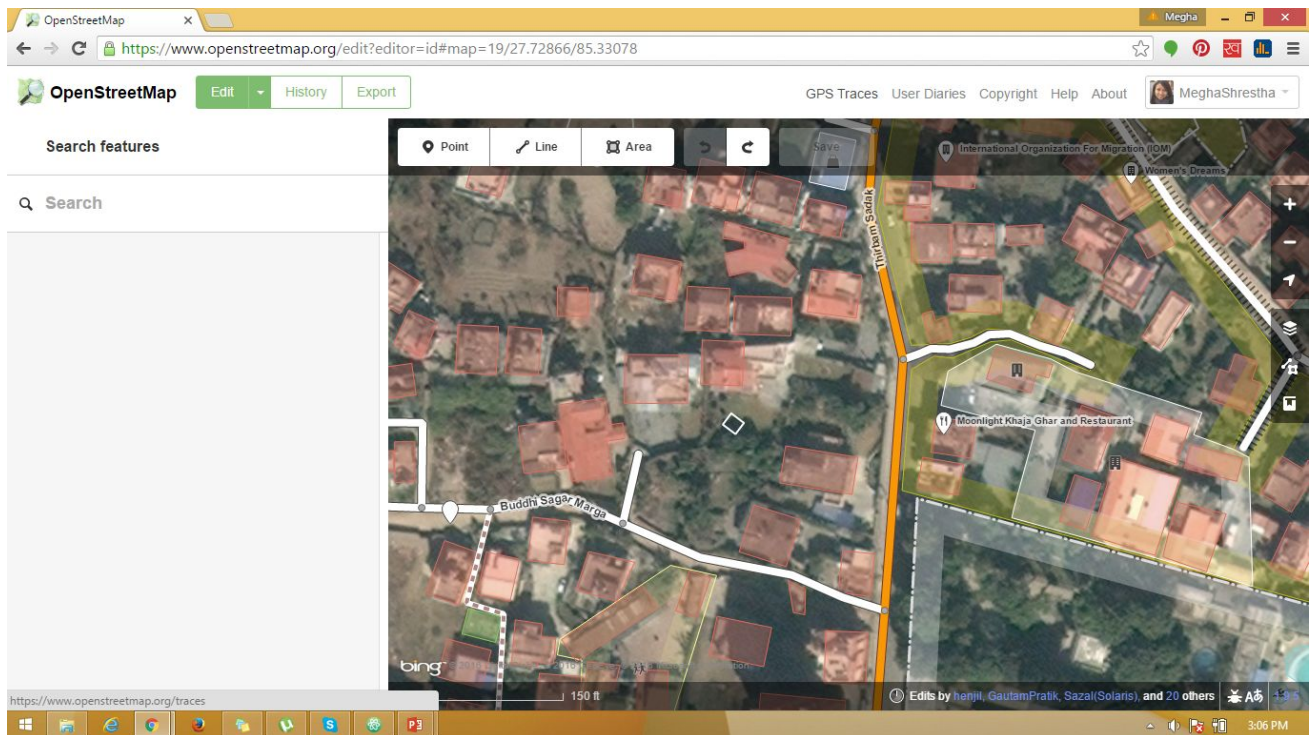 OpenStreetMap
Megha
https://www.openstreetmap.org/edit?editor=id#map=19/27.72866/85.33078
OpenStreetMap
Edit
History
Export
GPS Traces
User Diaries
Copyright
Help
About
MeghaShrestha
Search features
Point
Line
Area
Save
Search
International Organization For Migration (IOM)
Women's Dreams
Thirbam Sadak
Moonlight Khaja Ghar and Restaurant
Buddhi Sagar Marga
bing
150 ft
Edits by henjil, GautamPratik, Sazal(Solaris), and 20 others
https://www.openstreetmap.org/traces
3:06 PM